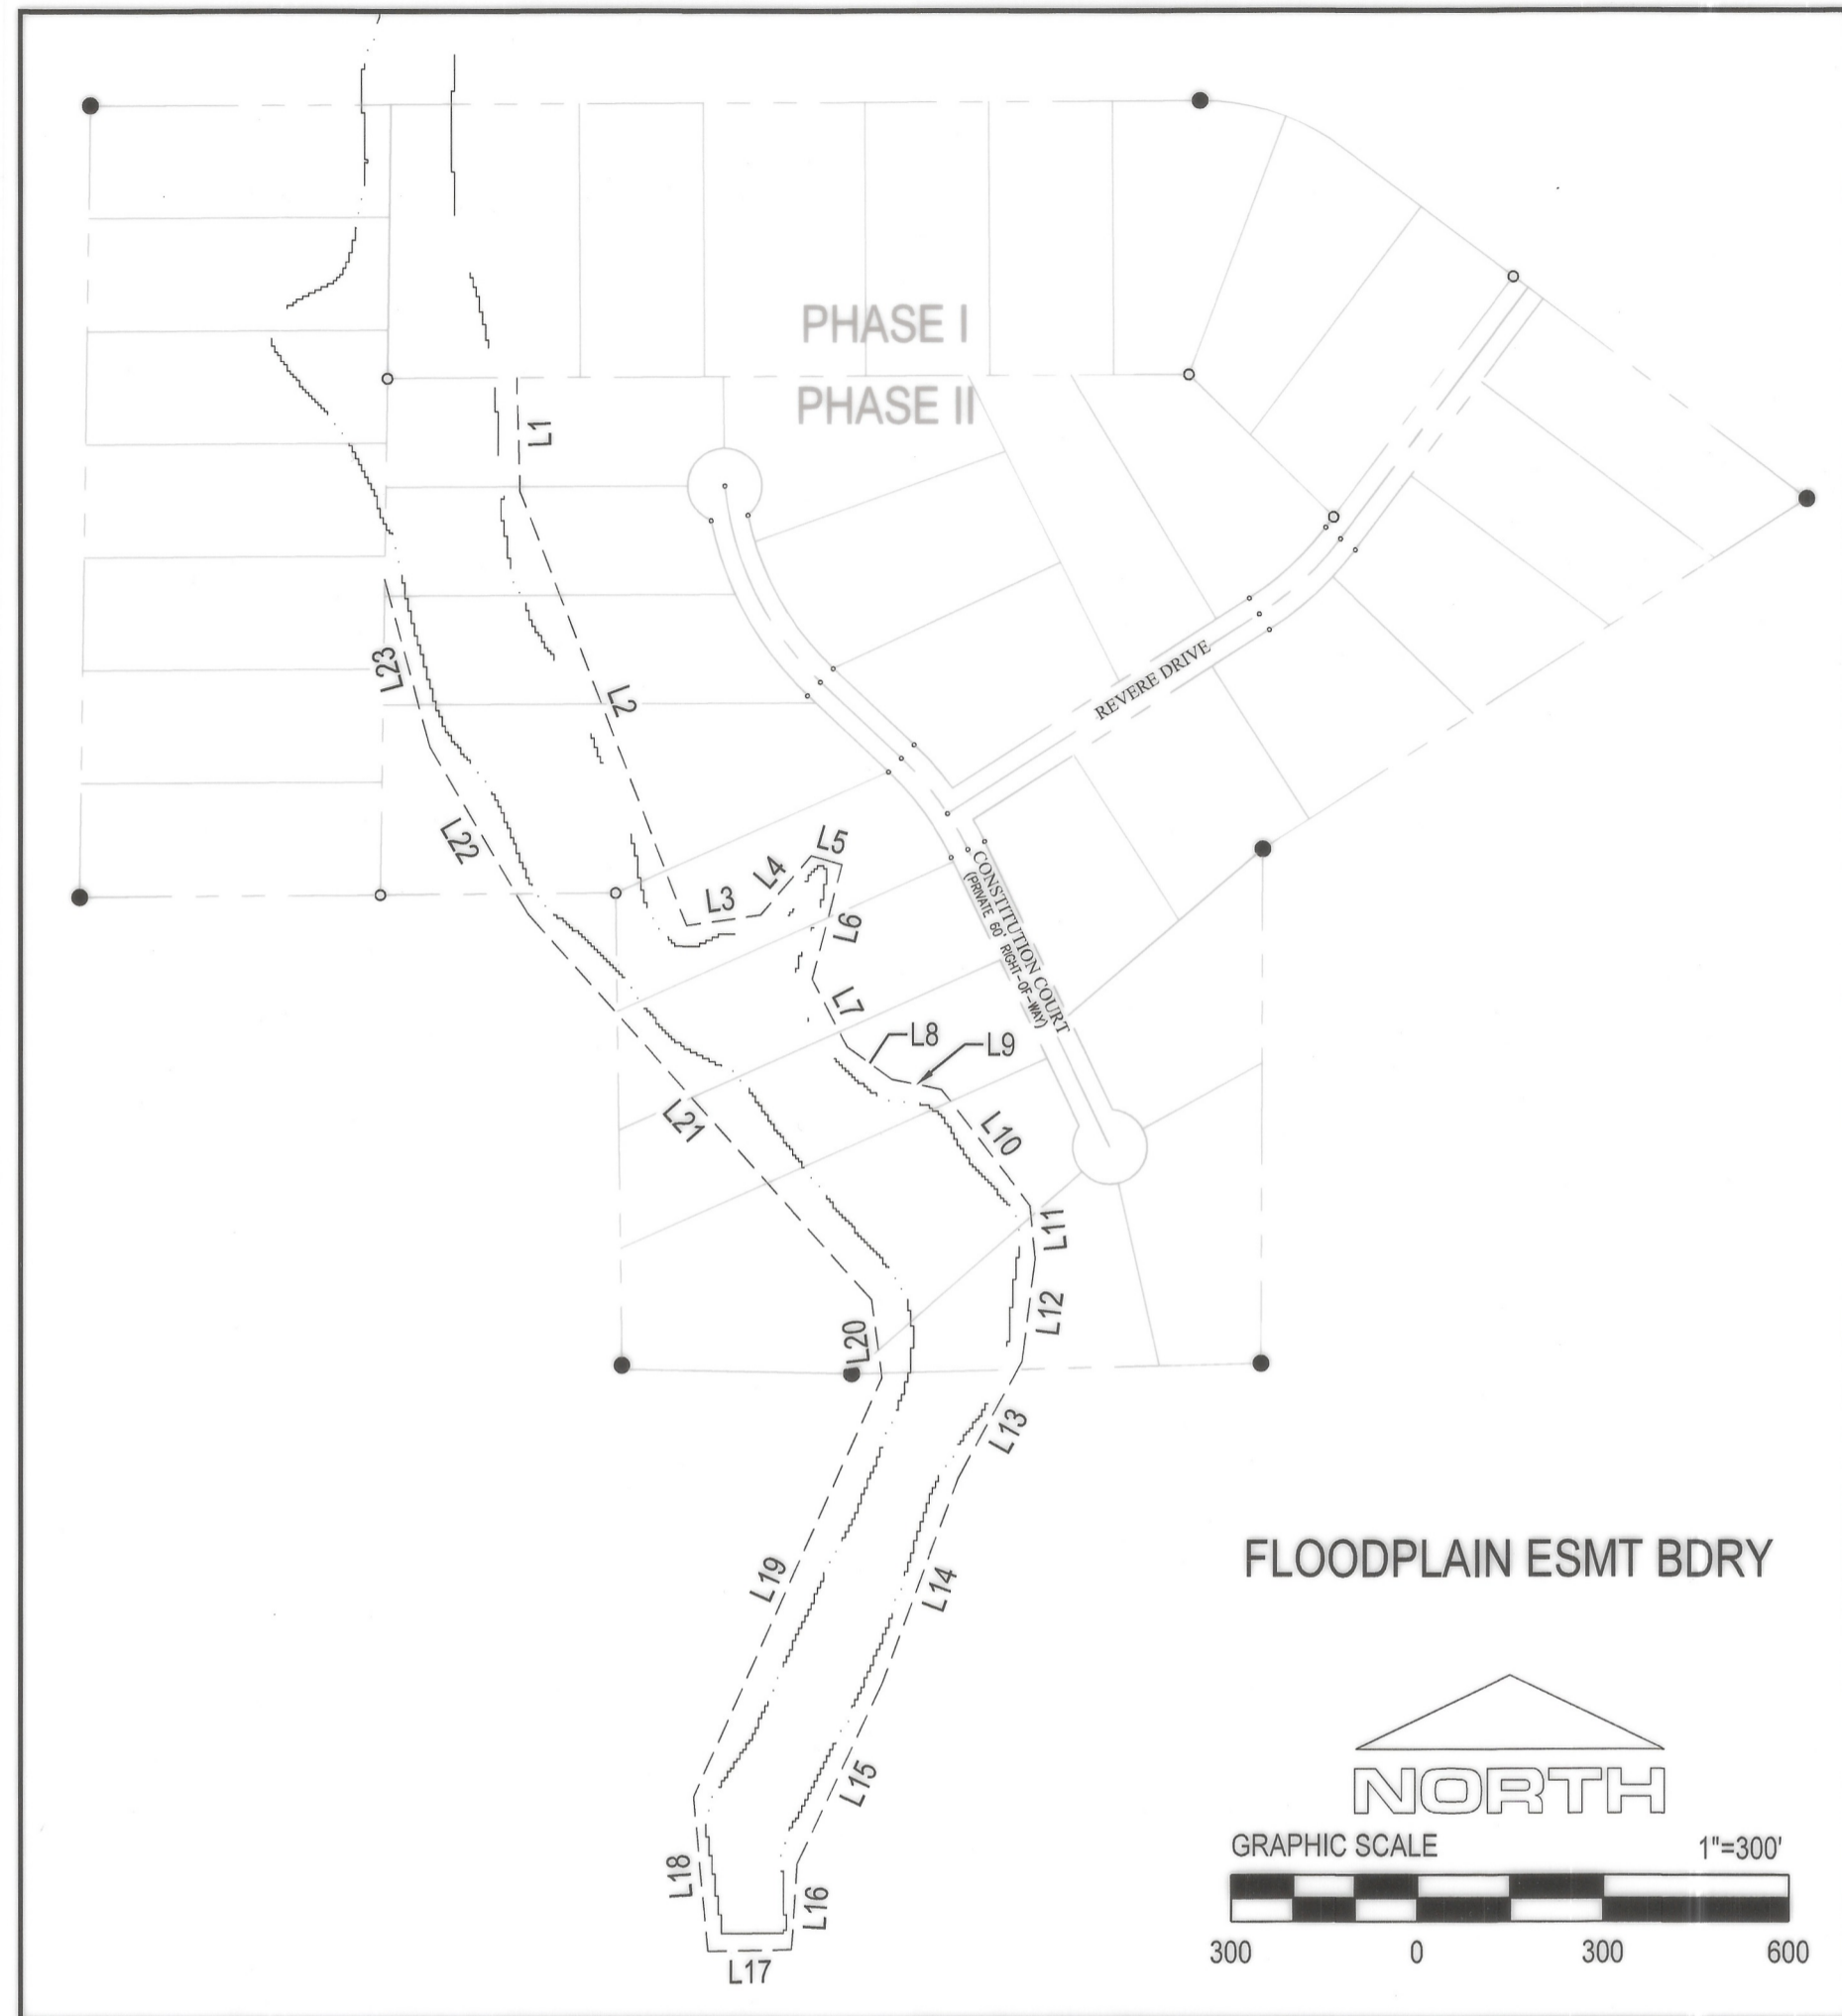 PHASE I
PHASE II
L1
L23
L2
REVERE DRIVE
L22
L5
L4
L3
L6
CONSTITUTION COURT
(PRIVATE 60' RIGHT-OF-WAY)
L7
L8
L9
L21
L10
L11
L12
L20
L13
L19
L14
FLOODPLAIN ESMT BDRY
L15
NORTH
L18
L16
GRAPHIC SCALE 1"=300'
300 0 300 600
L17